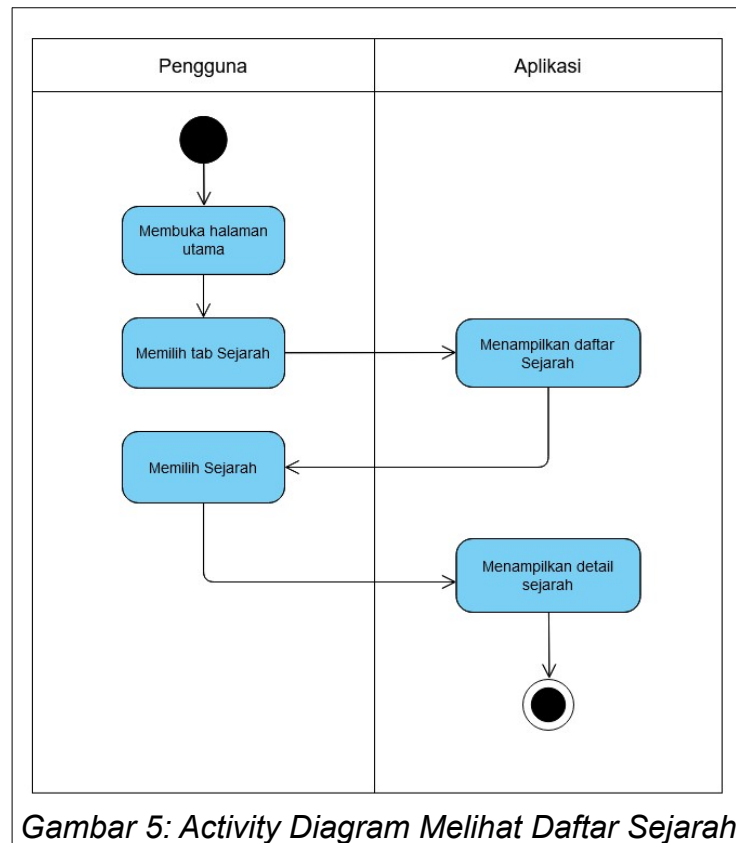 Pengguna
Aplikasi
Membuka halaman
utama
Memilih tab Sejarah
Menampilkan daftar
Sejarah
Memilih Sejarah
Menampilkan detail
sejarah
Gambar 5: Activity Diagram Melihat Daftar Sejarah